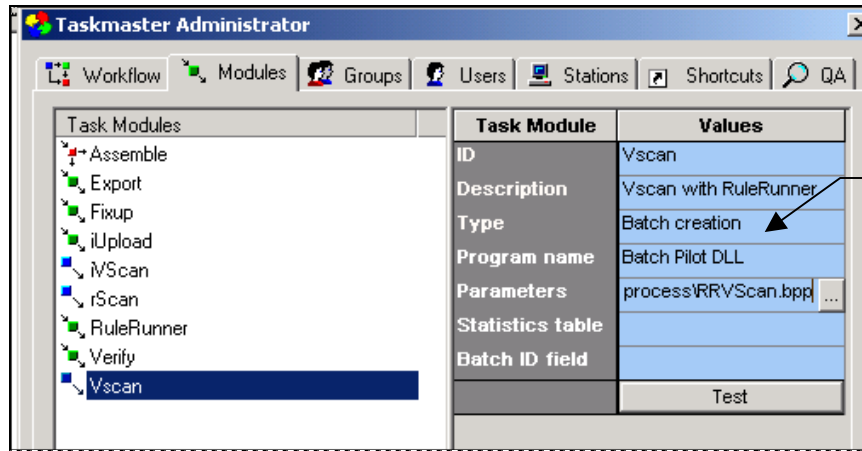 Taskmaster Administrator
Workflow Modules Groups Users Stations Shortcuts QA
Task Modules
Assemble
Export
Fixup
iUpload
iVScan
rScan
RuleRunner
Verify
Vscan
Task Module Values
ID Vscan
Description Vscan with RuleRunner
Type Batch creation
Program name Batch Pilot DLL
Parameters process\RRVScan.bpp ...
Statistics table
Batch ID field
Test